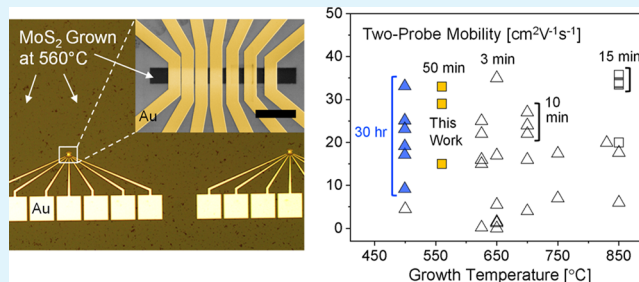 MoS₂ Grown
at 560°C
Au
Au
Two-Probe Mobility [cm²V⁻¹s⁻¹]
50
40
30
20
10
0
450
550
650
750
850
Growth Temperature [°C]
30 hr
50 min
This
Work
3 min
10
min
15 min